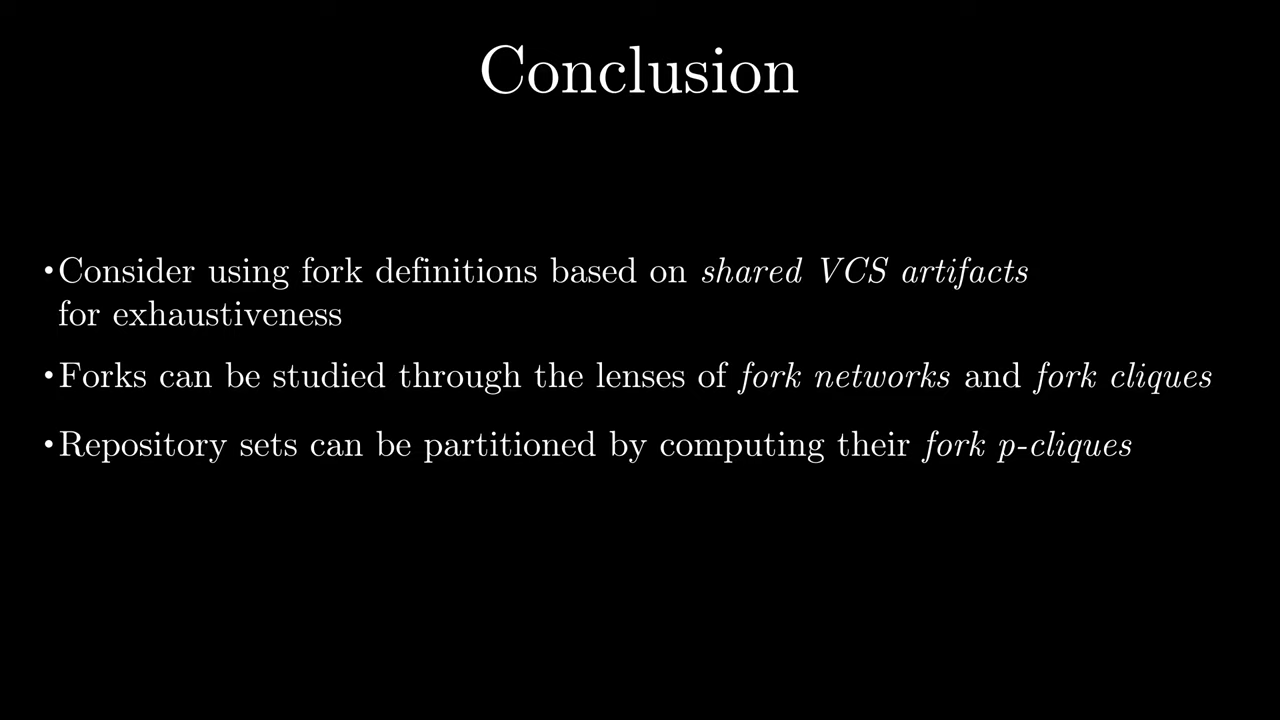 Conclusion
•Consider using fork definitions based on shared VCS artifacts
for exhaustiveness
•Forks can be studied through the lenses of fork networks and fork cliques
•Repository sets can be partitioned by computing their fork p-cliques